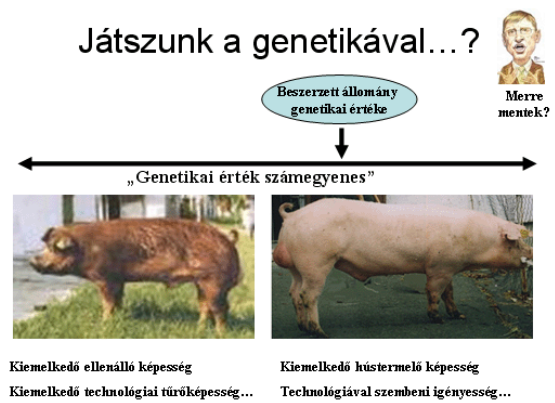 Játszunk a genetikával…?
Beszerzett állomány
genetikai értéke
Merre
mentek?
„Genetikai érték számegyenes”
Kiemelkedő ellenálló képesség
Kiemelkedő technológiai tűrőképesség…
Kiemelkedő hústermelő képesség
Technológiával szembeni igényesség…